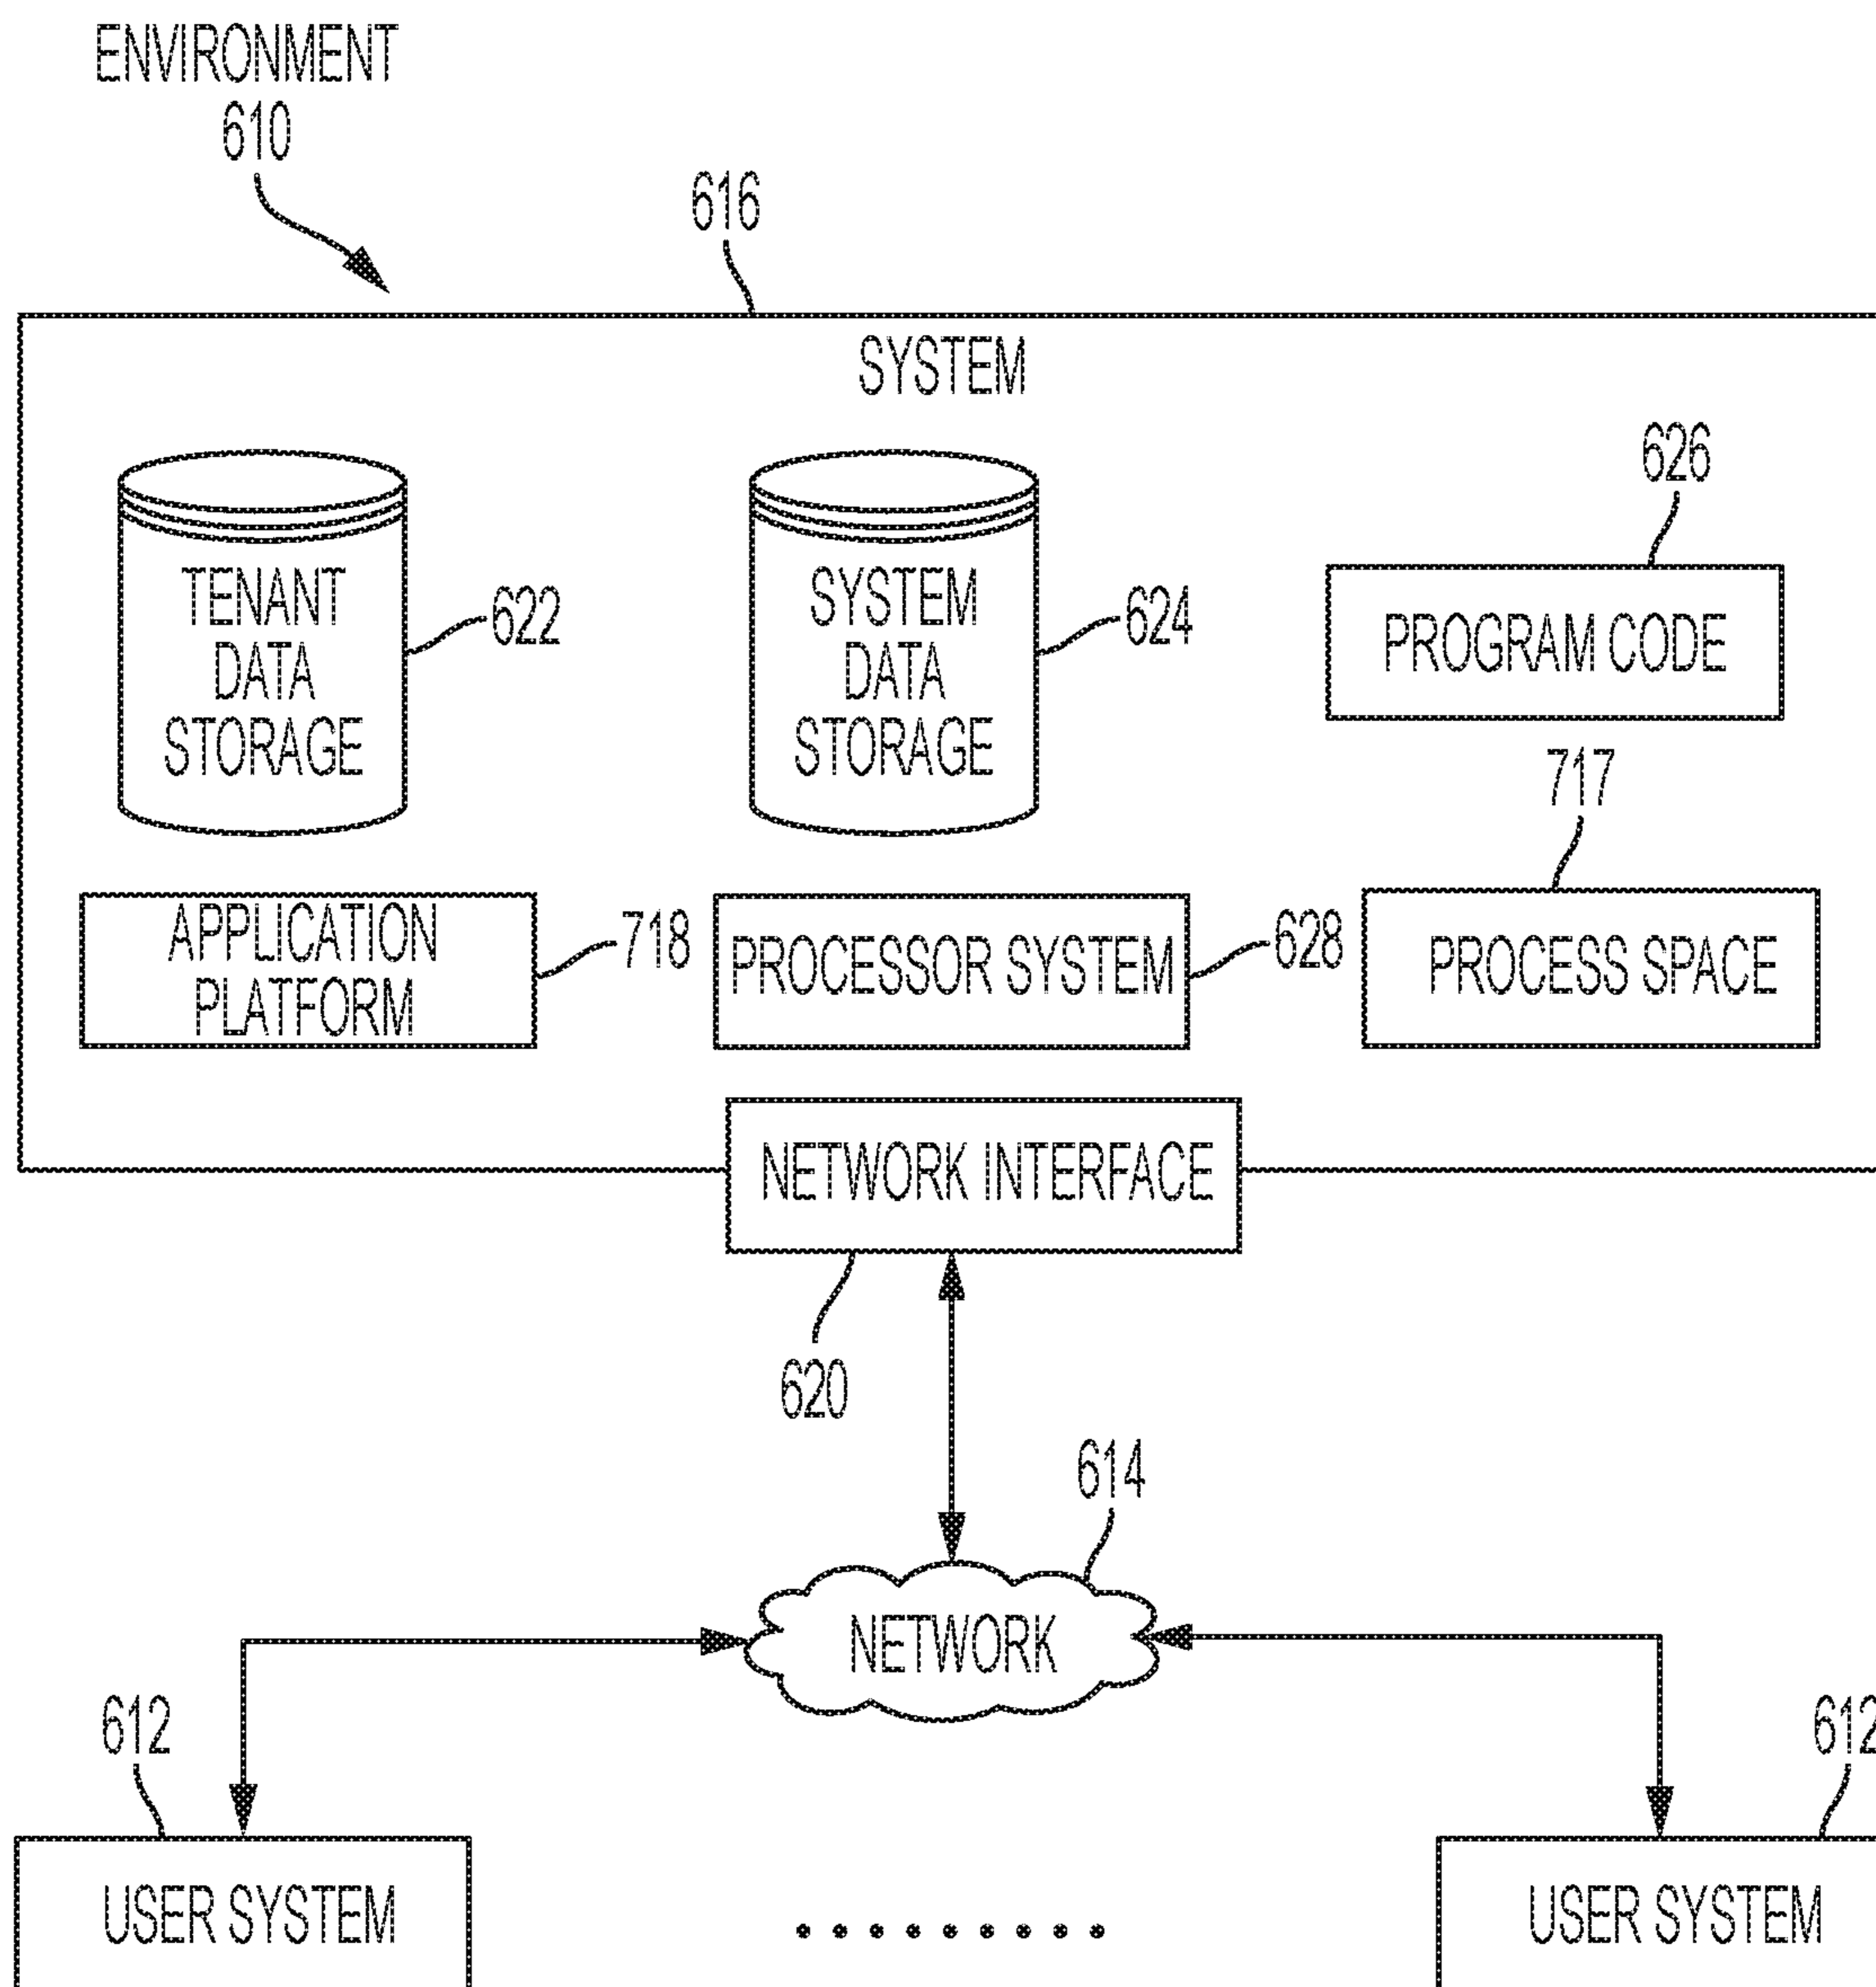 ENVIRONMENT
610
616
SYSTEM
626
TENANT
DATA
STORAGE
622
SYSTEM
DATA
STORAGE
624
PROGRAM CODE
717
APPLICATION
PLATFORM
718
PROCESSOR SYSTEM
628
PROCESS SPACE
NETWORK INTERFACE
620
614
NETWORK
612
612
USER SYSTEM
USER SYSTEM